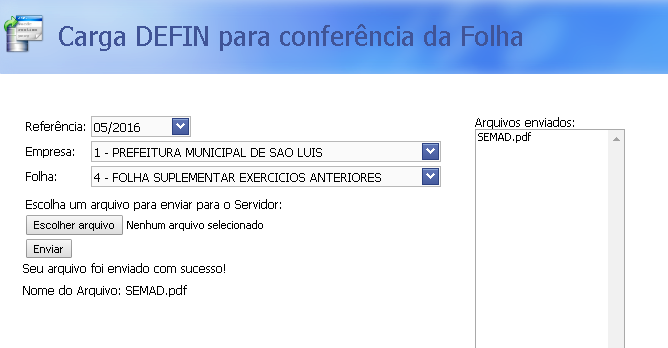 Carga DEFIN para conferência da Folha
Referência: 05/2016
Empresa: 1 - PREFEITURA MUNICIPAL DE SAO LUIS
Folha: 4 - FOLHA SUPLEMENTAR EXERCICIOS ANTERIORES
Escolha um arquivo para enviar para o Servidor:
Escolher arquivo Nenhum arquivo selecionado
Enviar
Seu arquivo foi enviado com sucesso!
Nome do Arquivo: SEMAD.pdf
Arquivos enviados:
SEMAD.pdf